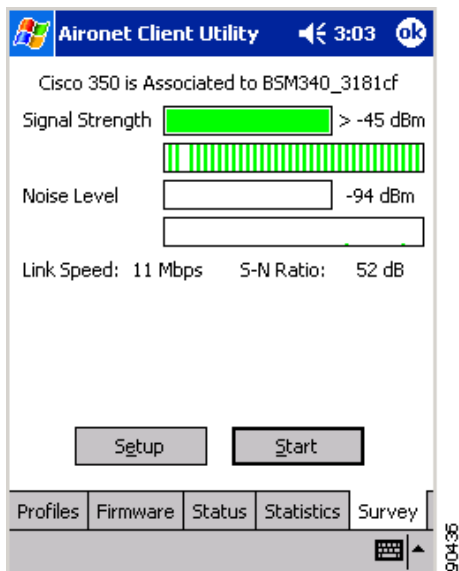 Aironet Client Utility 3:03 ok
Cisco 350 is Associated to BSM340_3181cf
Signal Strength > -45 dBm
Noise Level -94 dBm
Link Speed: 11 Mbps S-N Ratio: 52 dB
Setup Start
Profiles Firmware Status Statistics Survey
90436